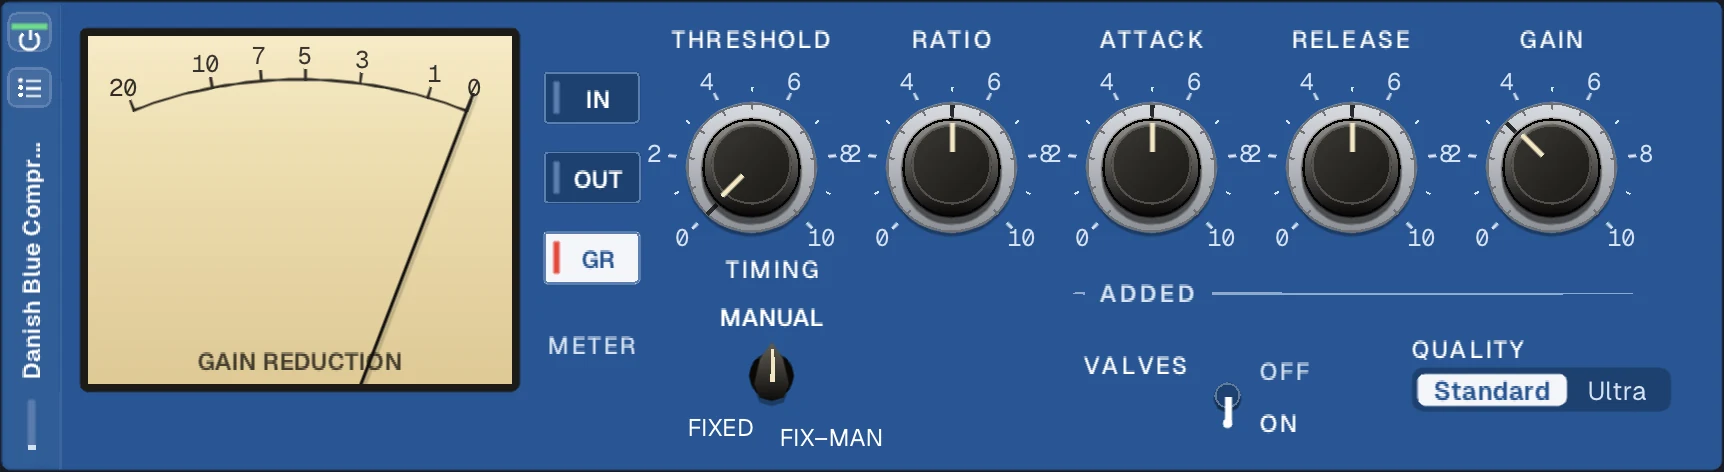 Danish Blue Compr...
20 10 7 5 3 1 0
GAIN REDUCTION
IN
OUT
GR
METER
THRESHOLD
0 2 4 6 8 10
RATIO
0 2 4 6 8 10
ATTACK
0 2 4 6 8 10
RELEASE
0 2 4 6 8 10
GAIN
0 2 4 6 8 10
TIMING
MANUAL
FIXED
FIX-MAN
ADDED
VALVES
OFF
ON
QUALITY
Standard Ultra